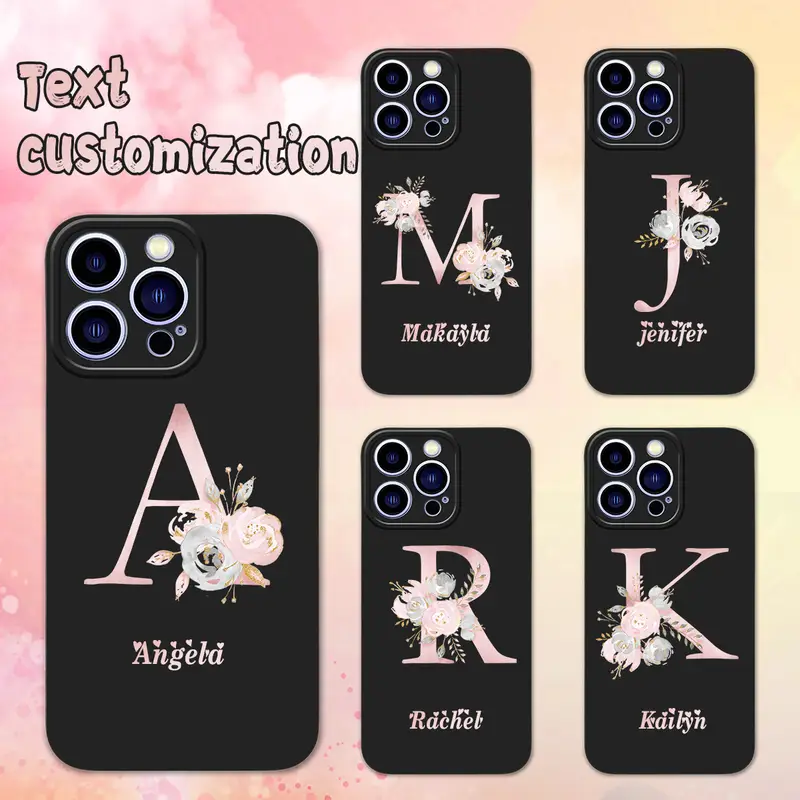 Text
customization
M
Makayla
J
jenifer
A
Angela
R
Rachel
K
Kailyn